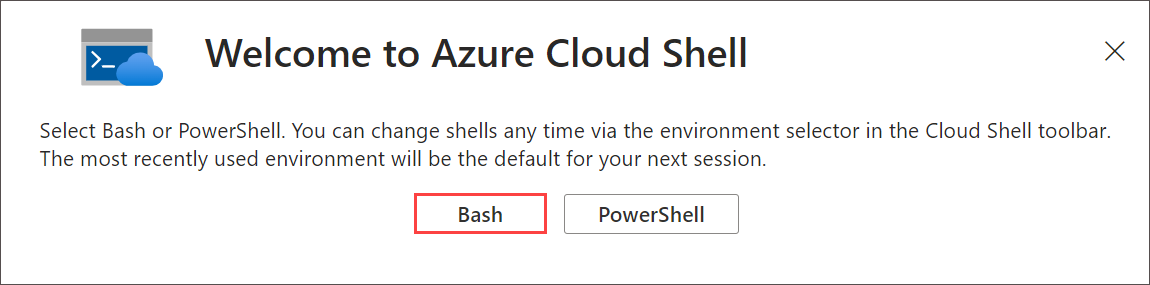 Welcome to Azure Cloud Shell
Select Bash or PowerShell. You can change shells any time via the environment selector in the Cloud Shell toolbar.
The most recently used environment will be the default for your next session.
Bash
PowerShell